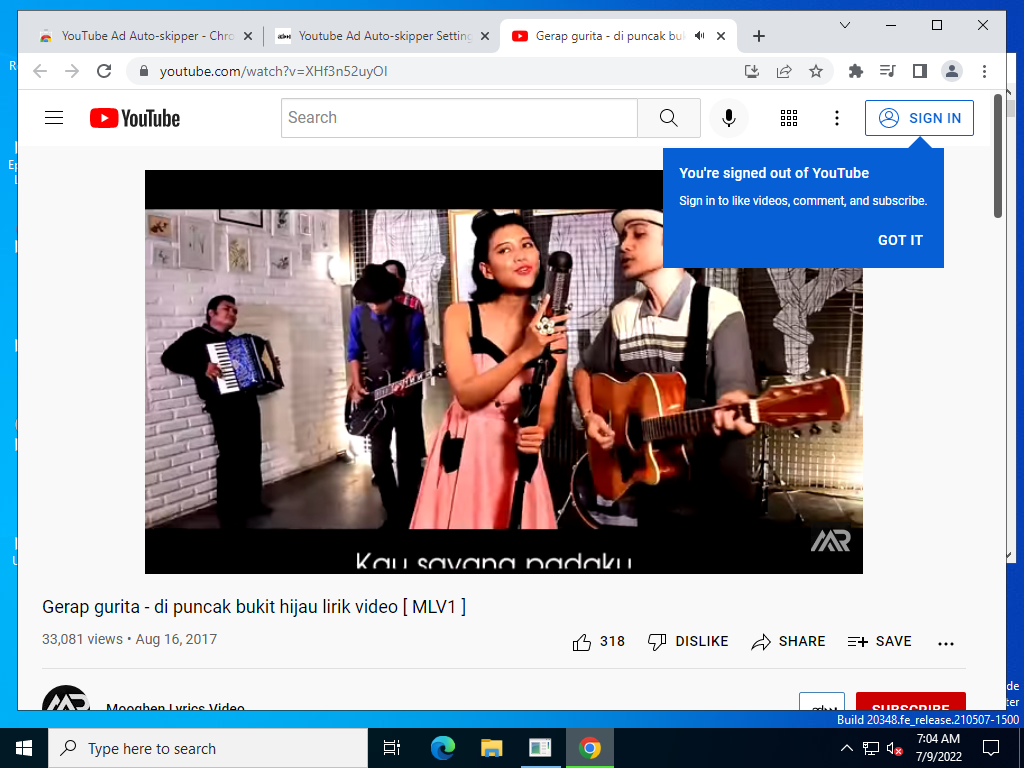 YouTube Ad Auto-skipper - Chro
Youtube Ad Auto-skipper Setting
Gerap gurita - di puncak buk
youtube.com/watch?v=XHf3n52uyOI
YouTube
Search
SIGN IN
You're signed out of YouTube
Sign in to like videos, comment, and subscribe.
GOT IT
Kau sayang padaku
MR
Gerap gurita - di puncak bukit hijau lirik video [ MLV1 ]
33,081 views • Aug 16, 2017
318
DISLIKE
SHARE
SAVE
Mooghen Lyrics Video
SUBSCRIBE
Build 20348.fe_release.210507-1500
Type here to search
7:04 AM
7/9/2022